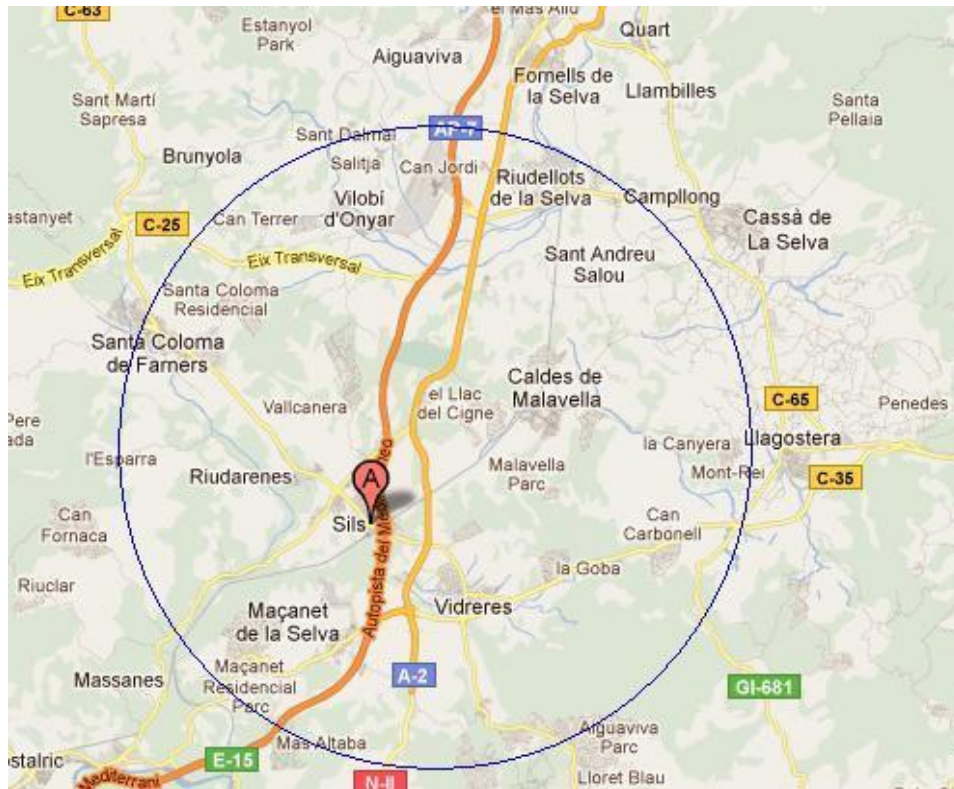 C-63
Estanyol
Park
el Mas Aliu
Quart
Aiguaviva
Fornells de
la Selva
Llambilles
Sant Martí
Sapresa
Santa
Pellaia
Sant Dalmai
AP-7
Brunyola
Salitja
Can Jordi
Riudellots
de la Selva
Campllong
Vilobí
d'Onyar
Can Terrer
astanyet
C-25
Cassà de
La Selva
Eix Transversal
Eix Transversal
Sant Andreu
Salou
Santa Coloma
Residencial
Santa Coloma
de Farners
Caldes de
Malavella
el Llac
del Cigne
Vallcanera
C-65
Penedes
Pere
ada
l'Esparra
la Canyera
Llagostera
Riudarenes
Malavella
Parc
Mont-Rei
C-35
A
Sils
Can
Fornaca
Can
Carbonell
la Goba
Riuclar
Autopista del Mediterráneo
Maçanet
de la Selva
Vidreres
Massanes
Maçanet
Residencial
Parc
A-2
GI-681
Aiguaviva
Parc
Mas Altaba
E-15
ostalric
Mediterrani
N-II
Lloret Blau